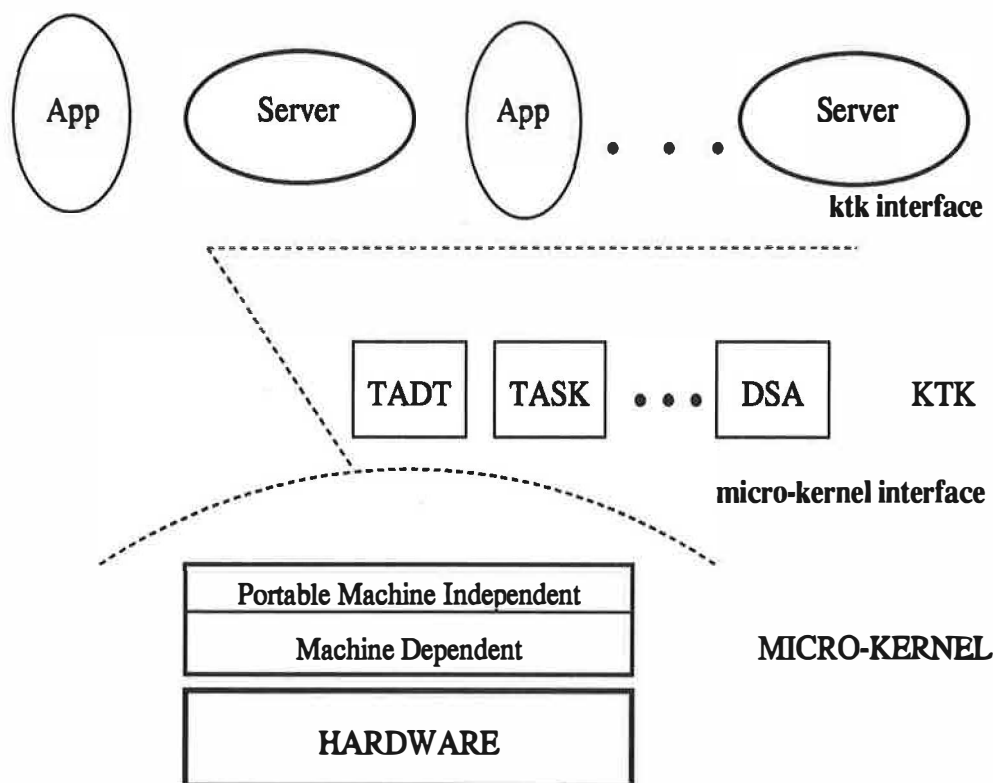 App
Server
App
Server
ktk interface
TADT
TASK
DSA
KTK
micro-kernel interface
Portable Machine Independent
Machine Dependent
MICRO-KERNEL
HARDWARE